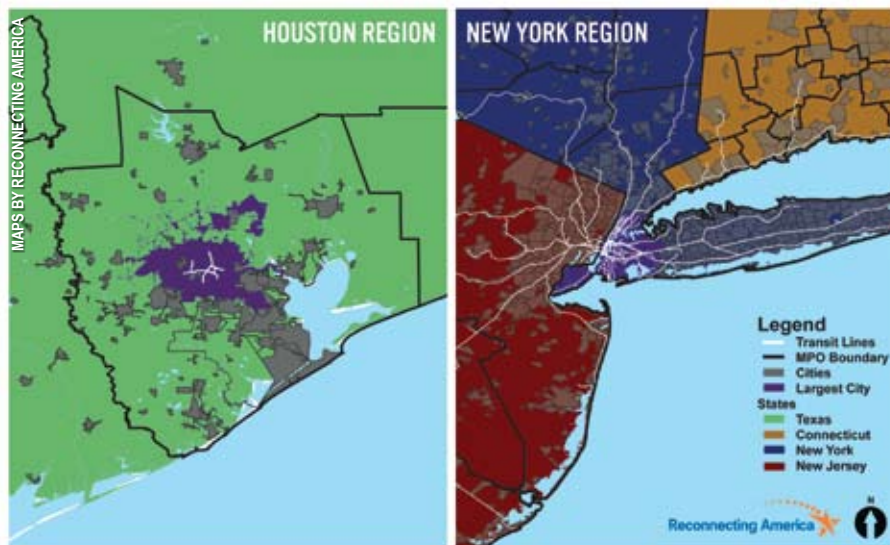 MAPS BY RECONNECTING AMERICA
HOUSTON REGION
NEW YORK REGION
Legend
Transit Lines
MPO Boundary
Cities
Largest City
States
Texas
Connecticut
New York
New Jersey
Reconnecting America
N